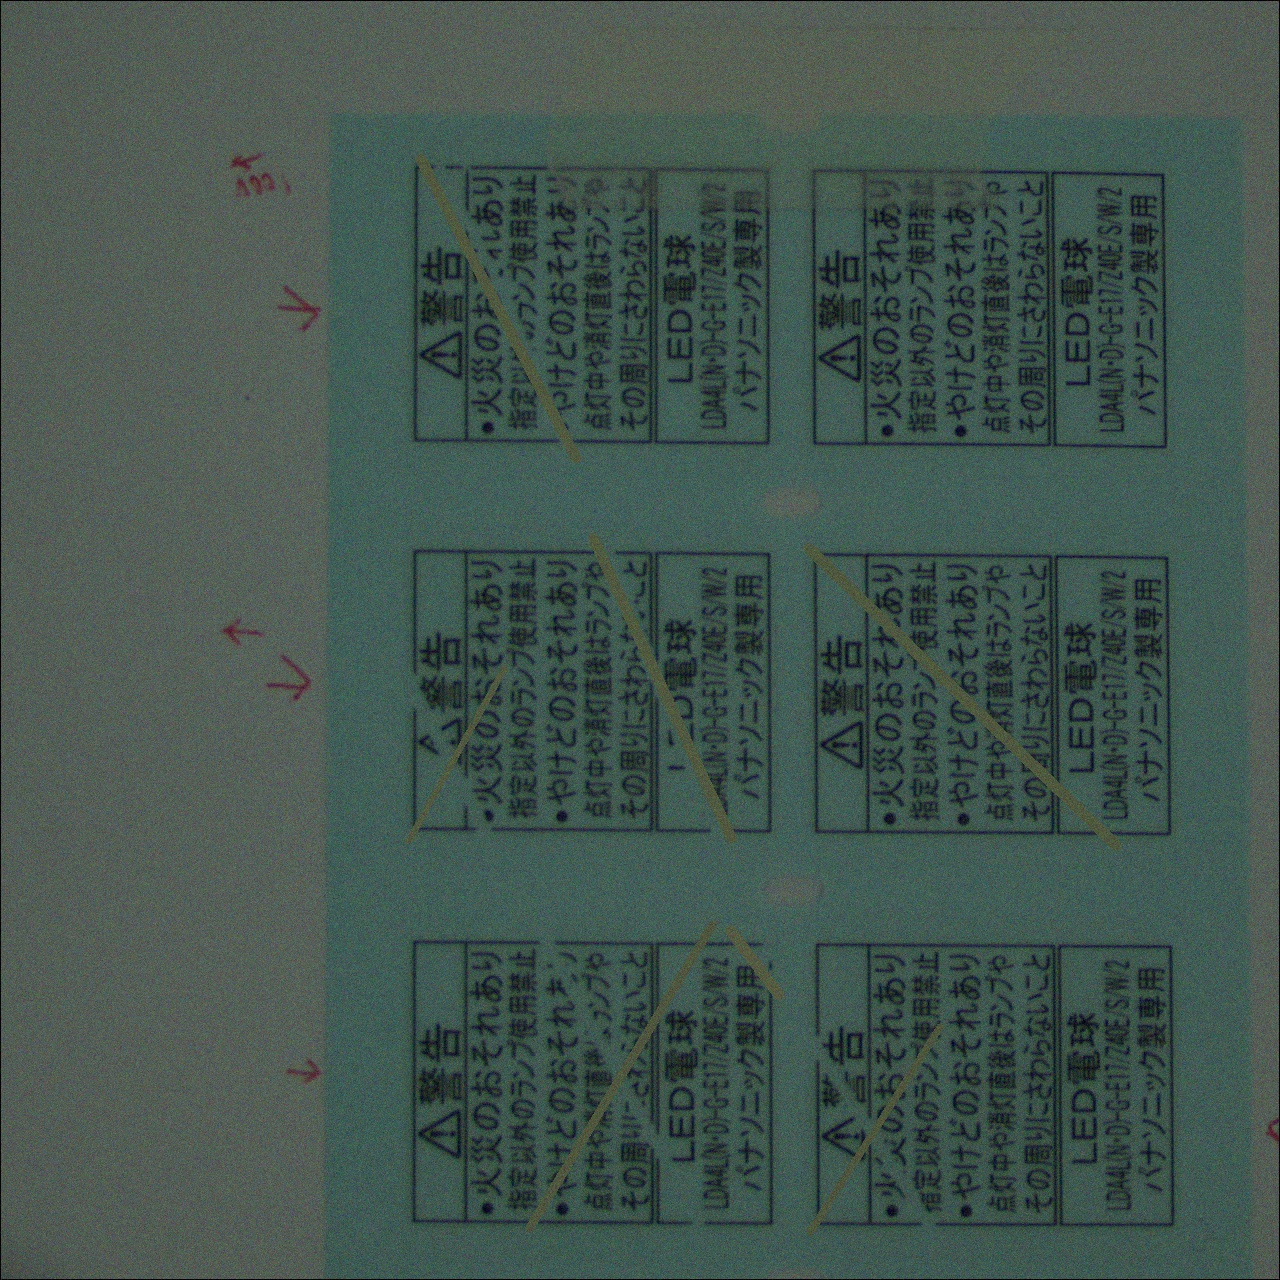 ⚠警告
●火災のおそれあり
指定以外のランプ使用禁止
●やけどのおそれ
点灯中や消灯直後はランプや
その周りにさわらないこと
LED電球
LDA4L(N・D)-G-E17/Z40E/S/W/2
パナソニック製専用
警告
●火災のおそれあり
指定以外のランプ使用禁止
●やけどのおそれあり
点灯中や消灯直後はランプや
その周りにさわらないこと
LED電球
LDA4L(N・D)-G-E17/Z40E/S/W/2
パナソニック製専用
⚠警告
●火災のおそれあり
指定以外のランプ使用禁止
やけどのおそれあり
点灯中や消灯直後はランプや
その周りにさわらないこと
LED電球
LDA4L(N・D)-G-E17/Z40E/S/W/2
パナソニック製専用
⚠警告
●火災のおそれあり
指定以外のランプ使用禁止
●やけどのおそれあり
点灯中や消灯直後はランプや
その周りにさわらないこと
LED電球
LDA4L(N・D)-G-E17/Z40E/S/W/2
パナソニック製専用
⚠警告
●火災のおそれあり
指定以外のランプ使用禁止
●やけどのおそれあり
点灯中や消灯直後はランプや
その周りにさわらないこと
LED電球
LDA4L(N・D)-G-E17/Z40E/S/W/2
パナソニック製専用
⚠警告
●火災のおそれあり
指定以外のランプ使用禁止
●やけどのおそれあり
点灯中や消灯直後はランプや
その周りにさわらないこと
LED電球
LDA4L(N・D)-G-E17/Z40E/S/W/2
パナソニック製専用